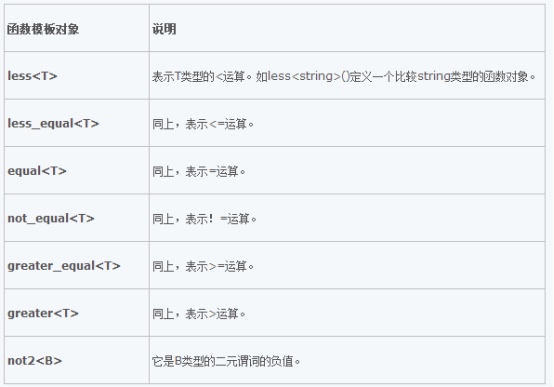 函数模板对象 说明
less<T> 表示T类型的<运算。如less<string>()定义一个比较string类型的函数对象。
less_equal<T> 同上，表示<=运算。
equal<T> 同上，表示=运算。
not_equal<T> 同上，表示！=运算。
greater_equal<T> 同上，表示>=运算。
greater<T> 同上，表示>运算。
not2<B> 它是B类型的二元谓词的负值。